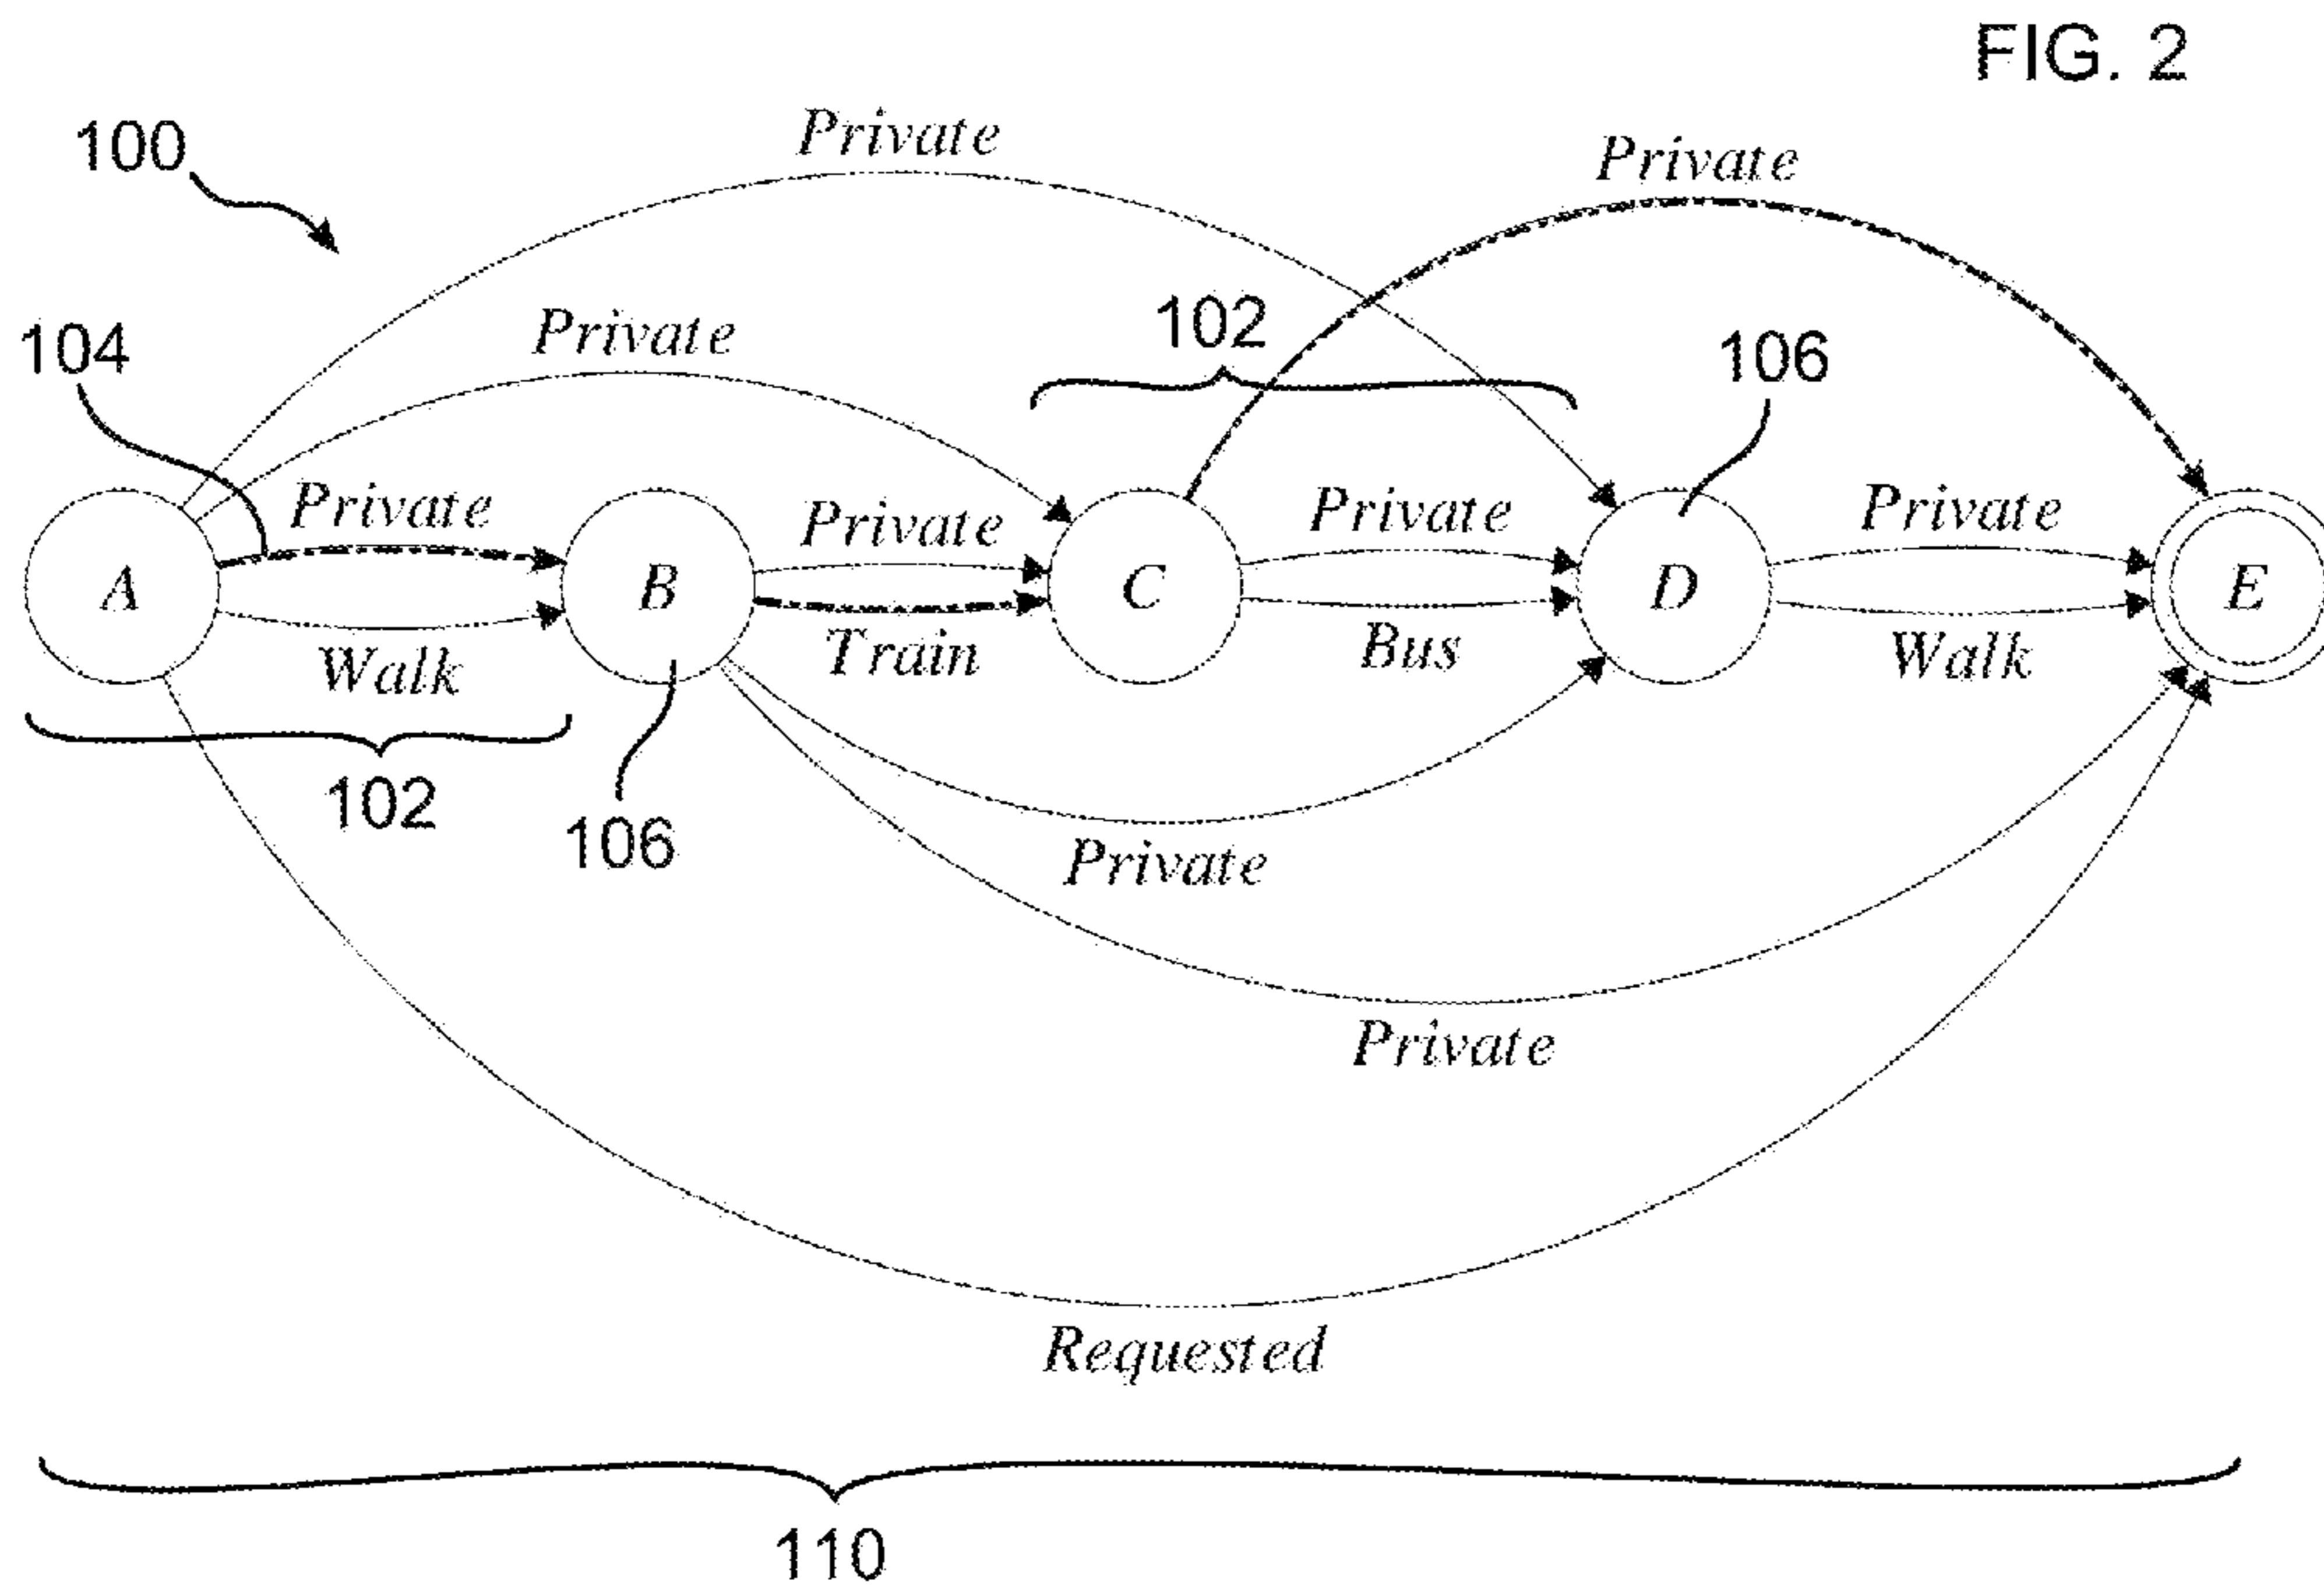 FIG. 2
100
Private
Private
102
104
Private
106
Private
Private
Private
Private
A
B
C
D
E
Walk
Train
Bus
Walk
102
106
Private
Private
Requested
110